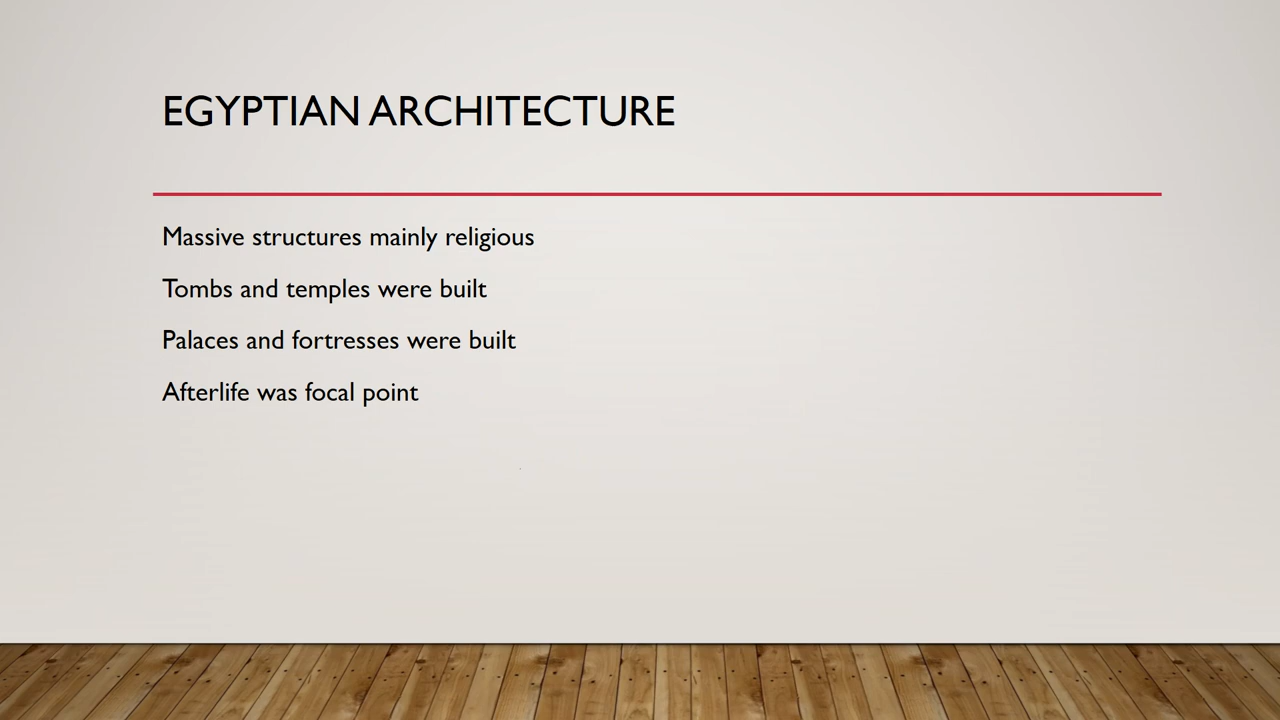 EGYPTIAN ARCHITECTURE
Massive structures mainly religious
Tombs and temples were built
Palaces and fortresses were built
Afterlife was focal point